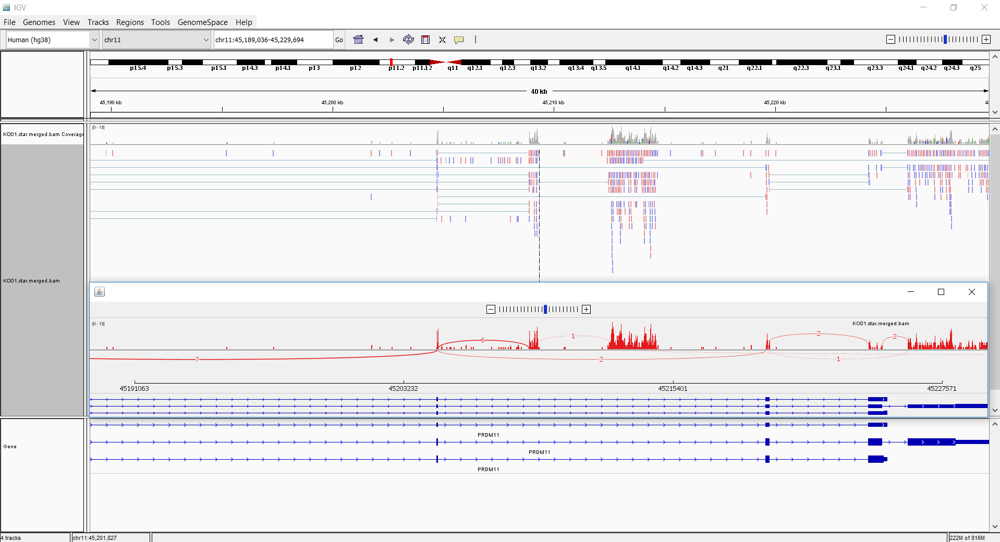 IGV
File Genomes View Tracks Regions Tools GenomeSpace Help
Human (hg38) chr11 chr11:45,189,036-45,229,694 Go
p15.4 p15.3 p15.1 p14.3 p14.1 p13 p12 p11.2 p11.12 q11 q12.1 q12.3 q13.2 q13.4 q13.5 q14.1 q14.2 q14.3 q21 q22.1 q22.3 q23.1 q23.3 q24.1 q24.2 q24.3 q25
40 kb
45,190 kb 45,200 kb 45,210 kb 45,220 kb
[0 - 13]
KO01.star.merged.bam Coverage
KO01.star.merged.bam
[0 - 13] KO01.star.merged.bam
6 1 2 2
7 2 1
45191063 45203232 45215401 45227571
PRDM11
Gene
PRDM11
PRDM11
4 tracks chr11:45,201,827 222M of 816M